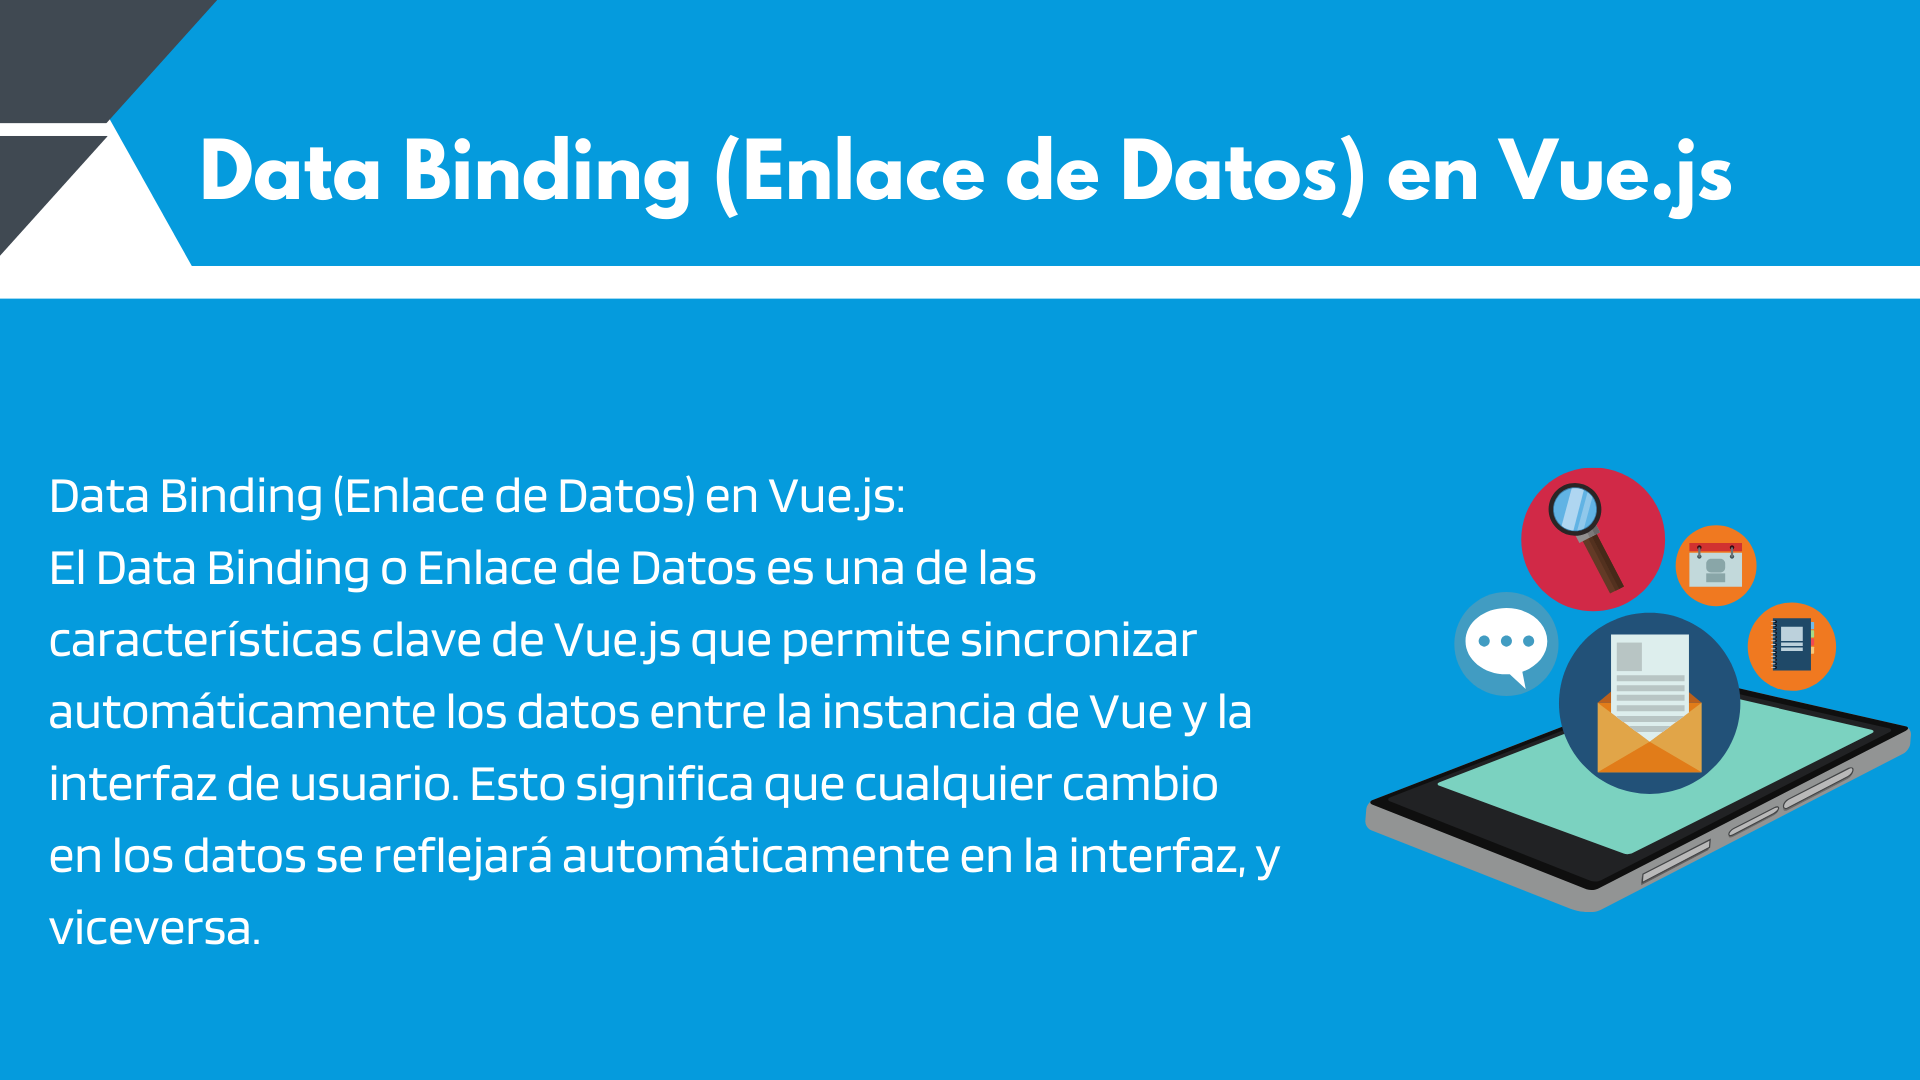 Data Binding (Enlace de Datos) en Vue.js
Data Binding (Enlace de Datos) en Vue.js:
El Data Binding o Enlace de Datos es una de las
características clave de Vue.js que permite sincronizar
automáticamente los datos entre la instancia de Vue y la
interfaz de usuario. Esto significa que cualquier cambio
en los datos se reflejará automáticamente en la interfaz, y
viceversa.